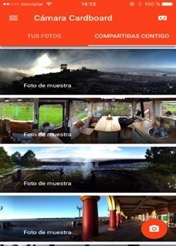 movistar 14:13 100 %
Cámara Cardboard
TUS FOTOS COMPARTIDAS CONTIGO
Foto de muestra
Foto de muestra
Foto de muestra
Foto de muestra